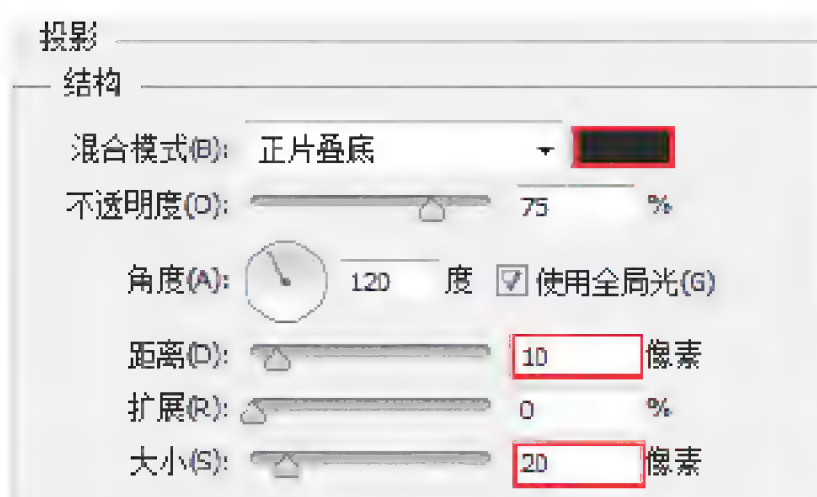 投影
结构
混合模式(B): 正片叠底
不透明度(O): 75 %
角度(A): 120 度 使用全局光(G)
距离(D): 10 像素
扩展(R): 0 %
大小(S): 20 像素